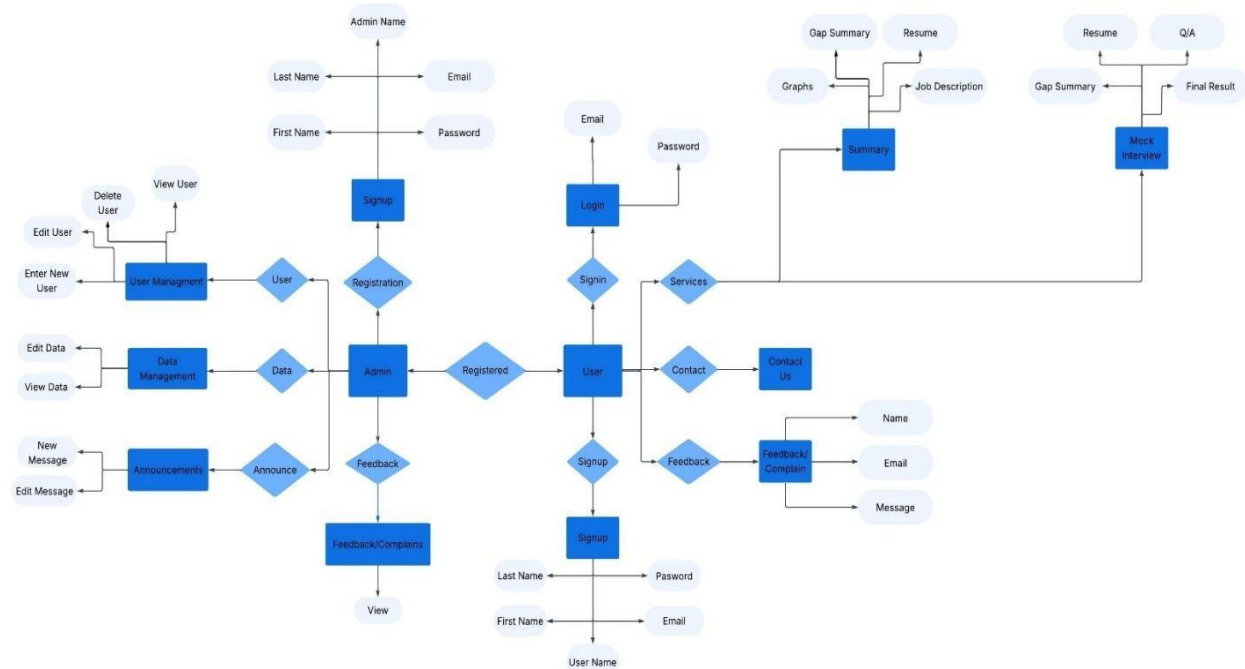 Admin Name
Last Name
Email
First Name
Password
Signup
Registration
View User
Delete
User
Edit User
Enter New
User
User Managment
User
Edit Data
View Data
Data
Management
Data
Admin
Registered
New
Message
Edit Message
Announcements
Announce
Feedback
Feedback/Complains
View
Email
Password
Login
Signin
User
Signup
Signup
Last Name
Pasword
First Name
Email
User Name
Services
Gap Summary
Resume
Graphs
Job Description
Summary
Resume
Q/A
Gap Summary
Final Result
Mock
Interview
Contact
Contact
Us
Feedback
Feedback/
Complain
Name
Email
Message